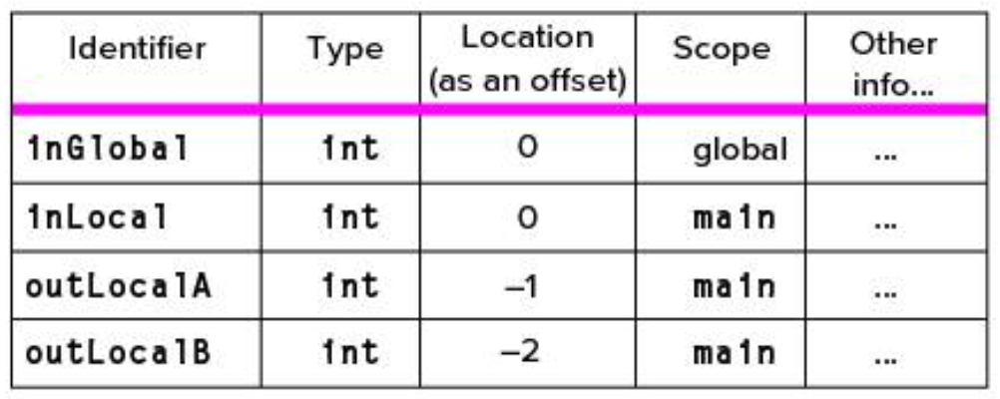 Identifier Type Location (as an offset) Scope Other info...
inGlobal int 0 global ...
inLocal int 0 main ...
outLocalA int –1 main ...
outLocalB int –2 main ...